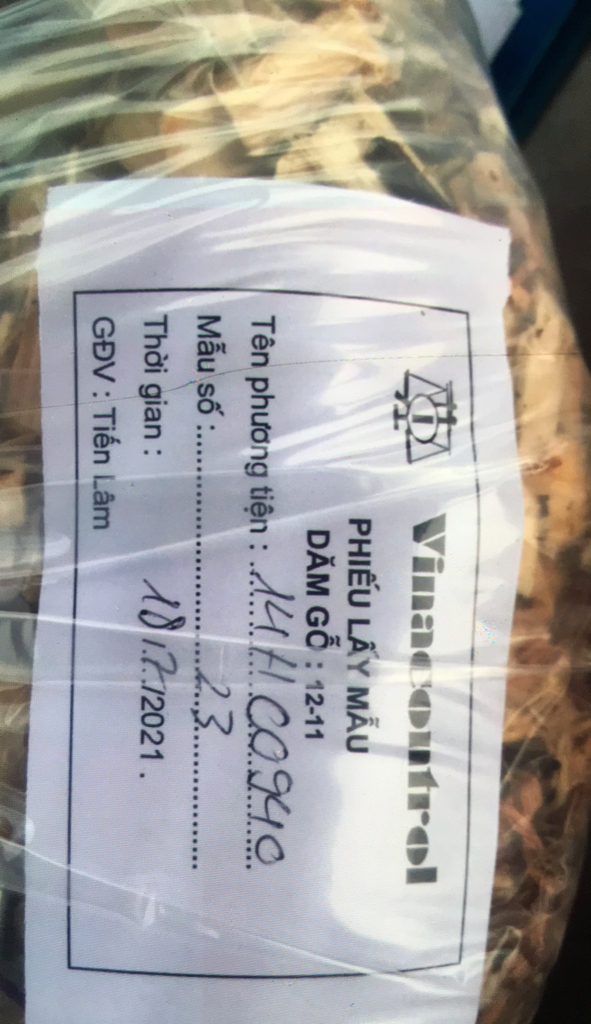 Vinacontrol
PHIẾU LẤY MẪU
DĂM GỖ : 12-11
Tên phương tiện : 14H 00940
Mẫu số : 23
Thời gian : 18/7/2021.
GĐV : Tiến Lâm